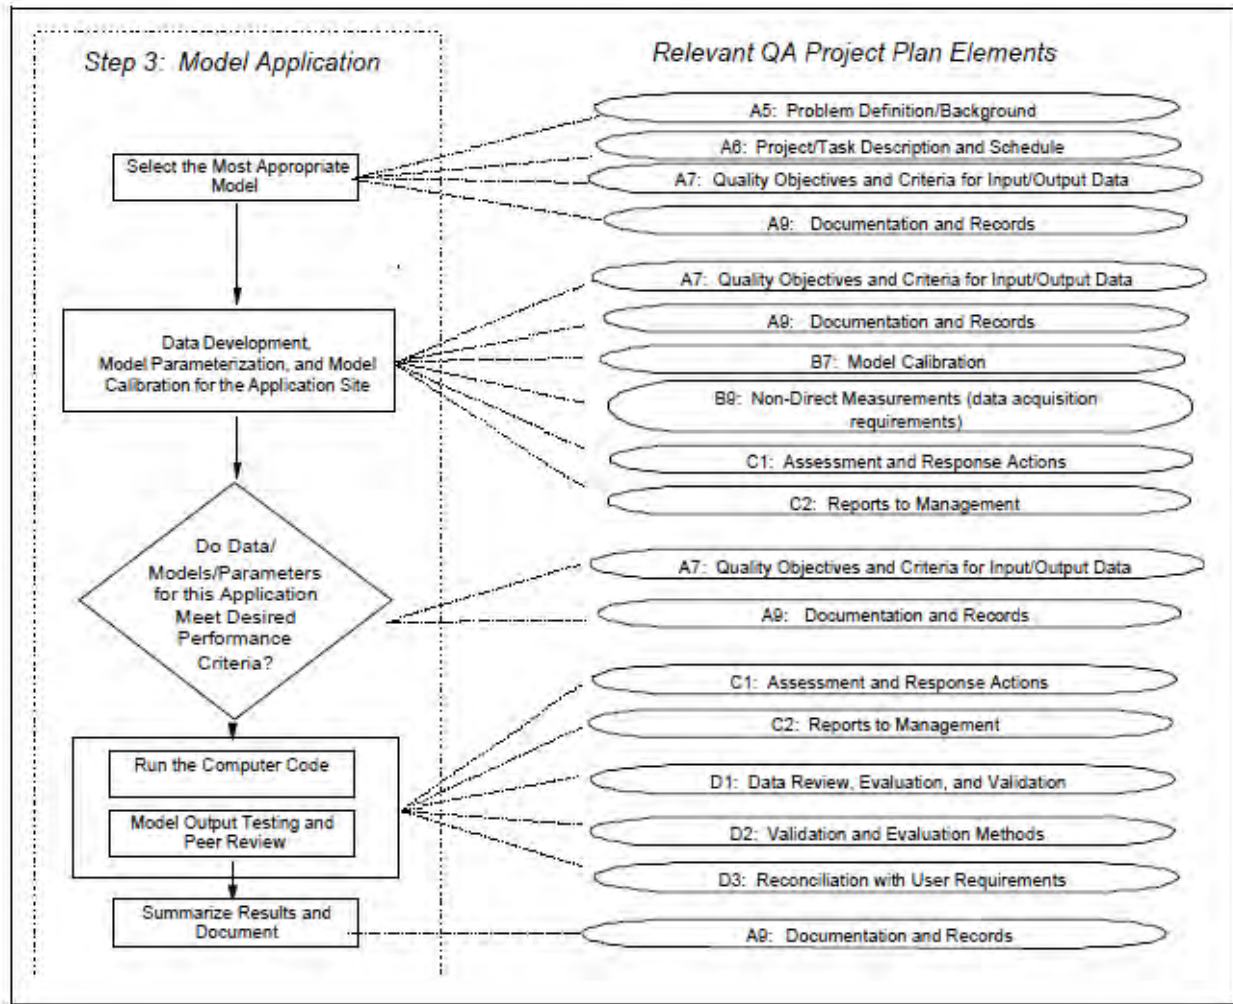 Step 3: Model Application
Relevant QA Project Plan Elements
Select the Most Appropriate
Model
A5: Problem Definition/Background
A6: Project/Task Description and Schedule
A7: Quality Objectives and Criteria for Input/Output Data
A9: Documentation and Records
Data Development,
Model Parameterization, and Model
Calibration for the Application Site
A7: Quality Objectives and Criteria for Input/Output Data
A9: Documentation and Records
B7: Model Calibration
B9: Non-Direct Measurements (data acquisition
requirements)
C1: Assessment and Response Actions
C2: Reports to Management
Do Data/
Models/Parameters
for this Application
Meet Desired
Performance
Criteria?
A7: Quality Objectives and Criteria for Input/Output Data
A9: Documentation and Records
Run the Computer Code
Model Output Testing and
Peer Review
C1: Assessment and Response Actions
C2: Reports to Management
D1: Data Review, Evaluation, and Validation
D2: Validation and Evaluation Methods
D3: Reconciliation with User Requirements
Summarize Results and
Document
A9: Documentation and Records